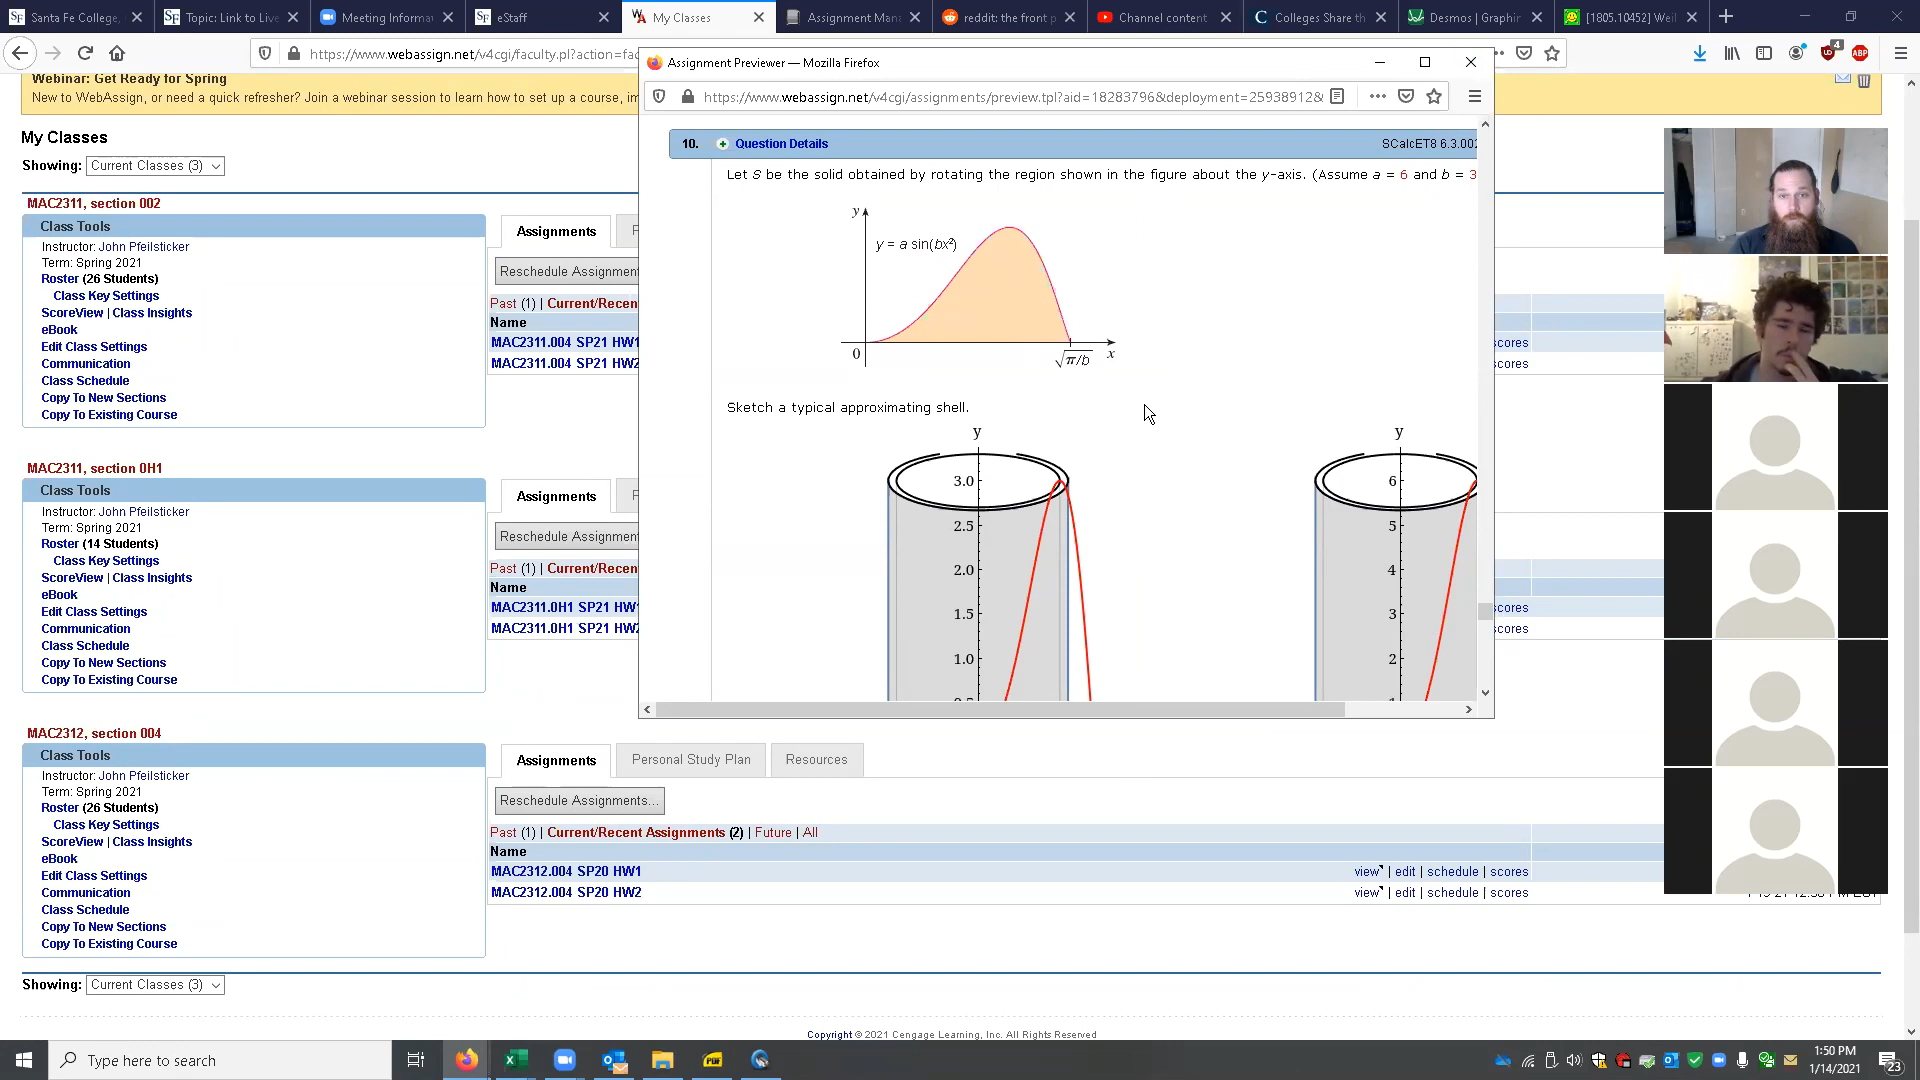 Santa Fe College,
Topic: Link to Live
Meeting Informa
eStaff
My Classes
Assignment Man
reddit: the front p
Channel content
Colleges Share th
Desmos | Graphin
[1805.10452] Wei
https://www.webassign.net/v4cgi/faculty.pl?action=fac
4
ABP
Webinar: Get Ready for Spring
New to WebAssign, or need a quick refresher? Join a webinar session to learn how to set up a course, im
My Classes
Showing: Current Classes (3)
MAC2311, section 002
Class Tools
Instructor: John Pfeilsticker
Term: Spring 2021
Roster (26 Students)
Class Key Settings
ScoreView | Class Insights
eBook
Edit Class Settings
Communication
Class Schedule
Copy To New Sections
Copy To Existing Course
Assignments
P
Reschedule Assignment
Past (1) | Current/Recen
Name
MAC2311.004 SP21 HW1
MAC2311.004 SP21 HW2
scores
scores
MAC2311, section 0H1
Class Tools
Instructor: John Pfeilsticker
Term: Spring 2021
Roster (14 Students)
Class Key Settings
ScoreView | Class Insights
eBook
Edit Class Settings
Communication
Class Schedule
Copy To New Sections
Copy To Existing Course
Assignments
P
Reschedule Assignment
Past (1) | Current/Recen
Name
MAC2311.0H1 SP21 HW1
MAC2311.0H1 SP21 HW2
scores
scores
MAC2312, section 004
Class Tools
Instructor: John Pfeilsticker
Term: Spring 2021
Roster (26 Students)
Class Key Settings
ScoreView | Class Insights
eBook
Edit Class Settings
Communication
Class Schedule
Copy To New Sections
Copy To Existing Course
Assignments
Personal Study Plan
Resources
Reschedule Assignments...
Past (1) | Current/Recent Assignments (2) | Future | All
Name
MAC2312.004 SP20 HW1
view | edit | schedule | scores
MAC2312.004 SP20 HW2
view | edit | schedule | scores
Showing: Current Classes (3)
Copyright © 2021 Cengage Learning, Inc. All Rights Reserved
Assignment Previewer — Mozilla Firefox
https://www.webassign.net/v4cgi/assignments/preview.tpl?aid=18283796&deployment=25938912&
10.
Question Details
SCalcET8 6.3.002
Let S be the solid obtained by rotating the region shown in the figure about the y-axis. (Assume a = 6 and b = 3
y
y = a sin(bx²)
0
√π/b
x
Sketch a typical approximating shell.
y
3.0
2.5
2.0
1.5
1.0
y
6
5
4
3
2
Type here to search
PDF
1:50 PM
1/14/2021
23